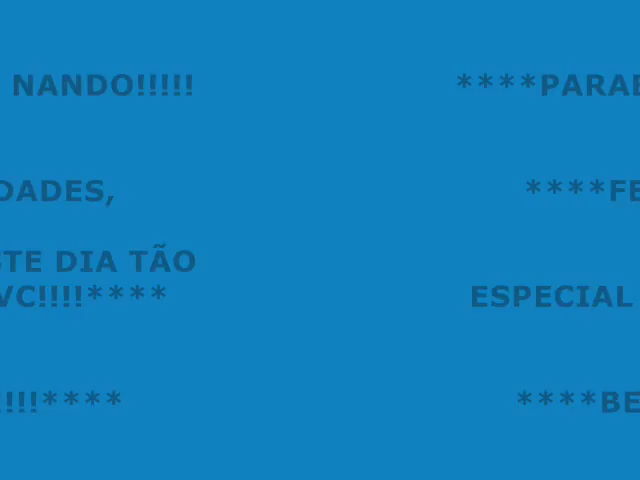 NANDO!!!!! ****PARAB
DADES, ****FE
STE DIA TÃO
VC!!!!**** ESPECIAL
!!!!**** ****BE